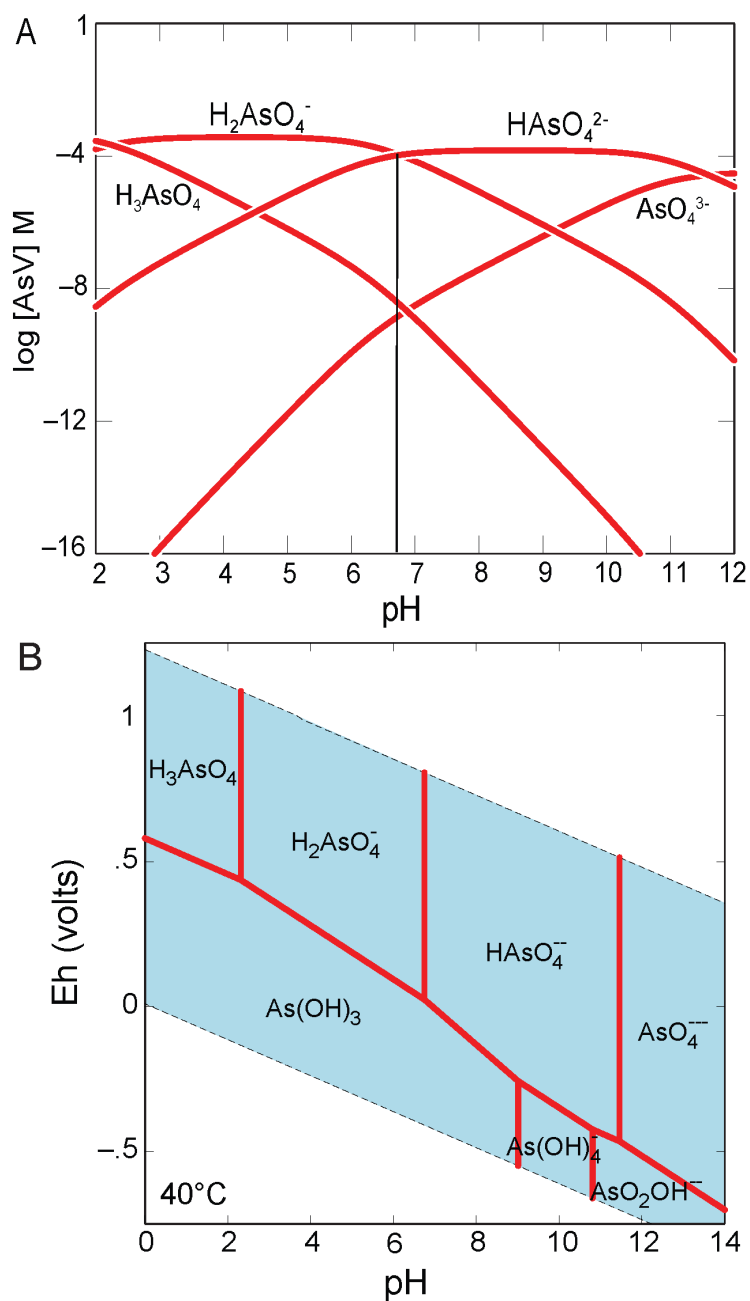 A
1
H₂AsO₄⁻
HAsO₄²⁻
−4
H₃AsO₄
AsO₄³⁻
log [AsV] M
−8
−12
−16
2 3 4 5 6 7 8 9 10 11 12
pH
B
1
H₃AsO₄
H₂AsO₄⁻
.5
HAsO₄⁻⁻
Eh (volts)
0
As(OH)₃
AsO₄⁻⁻⁻
−.5
As(OH)₄⁻
AsO₂OH⁻⁻
40°C
0 2 4 6 8 10 12 14
pH